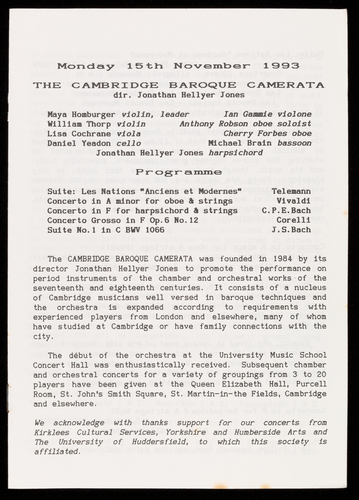 Monday 15th November 1993
THE CAMBRIDGE BAROQUE CAMERATA
dir. Jonathan Hellyer Jones
Maya Homburger violin, leader Ian Gammie violone
William Thorp violin Anthony Robson oboe soloist
Lisa Cochrane viola Cherry Forbes oboe
Daniel Yeadon cello Michael Brain bassoon
Jonathan Hellyer Jones harpsichord
Programme
Suite: Les Nations "Anciens et Modernes" Telemann
Concerto in A minor for oboe & strings Vivaldi
Concerto in F for harpsichord & strings C.P.E.Bach
Concerto Grosso in F Op.6 No.12 Corelli
Suite No.1 in C BWV 1066 J.S.Bach
The CAMBRIDGE BAROQUE CAMERATA was founded in 1984 by its
director Jonathan Hellyer Jones to promote the performance on
period instruments of the chamber and orchestral works of the
seventeenth and eighteenth centuries. It consists of a nucleus
of Cambridge musicians well versed in baroque techniques and
the orchestra is expanded according to requirements with
experienced players from London and elsewhere, many of whom
have studied at Cambridge or have family connections with the
city.
The début of the orchestra at the University Music School
Concert Hall was enthusiastically received. Subsequent chamber
and orchestral concerts for a variety of groupings from 3 to 20
players have been given at the Queen Elizabeth Hall, Purcell
Room, St. John's Smith Square, St. Martin-in-the Fields, Cambridge
and elsewhere.
We acknowledge with thanks support for our concerts from
Kirklees Cultural Services, Yorkshire and Humberside Arts and
The University of Huddersfield, to which this society is
affiliated.